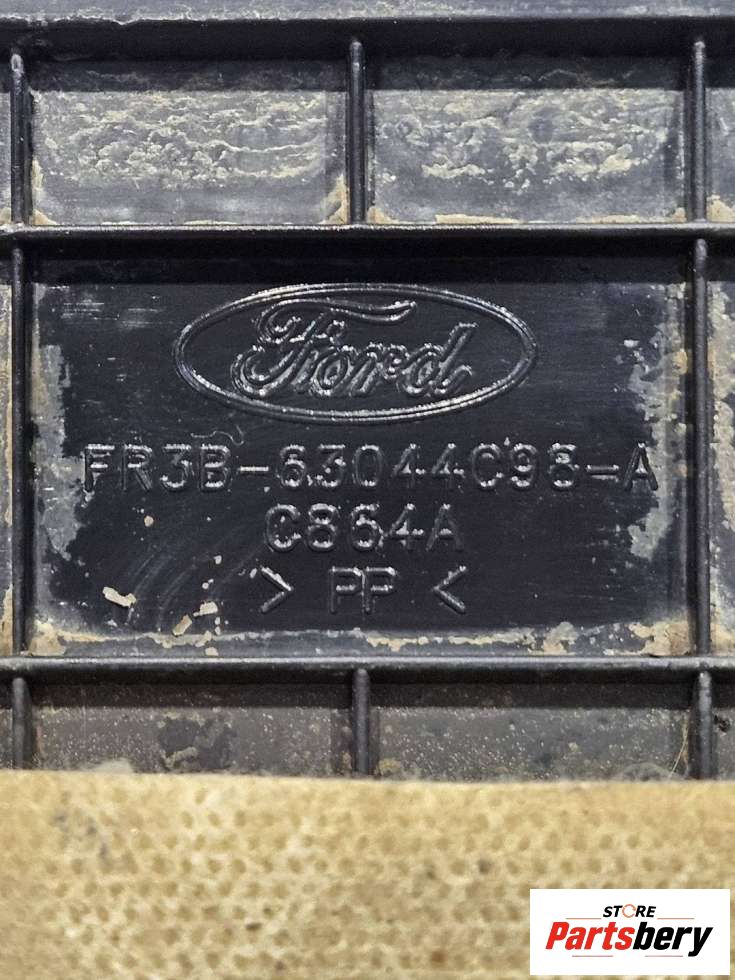 Ford
FR3B-63044C98-A
C864A
> PP <
STORE
Partsbery